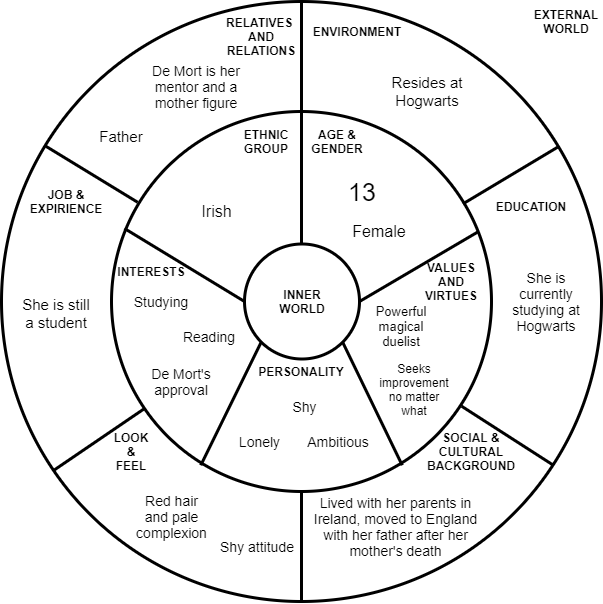 EXTERNAL
WORLD
RELATIVES
AND
RELATIONS
De Mort is her
mentor and a
mother figure
Father
ENVIRONMENT
Resides at
Hogwarts
ETHNIC
GROUP
Irish
AGE &
GENDER
13
Female
JOB &
EXPIRIENCE
She is still
a student
EDUCATION
She is
currently
studying at
Hogwarts
INTERESTS
Studying
Reading
De Mort's
approval
INNER
WORLD
VALUES
AND
VIRTUES
Powerful
magical
duelist
Seeks
improvement
no matter
what
PERSONALITY
Shy
Lonely
Ambitious
LOOK
&
FEEL
Red hair
and pale
complexion
Shy attitude
SOCIAL &
CULTURAL
BACKGROUND
Lived with her parents in
Ireland, moved to England
with her father after her
mother's death